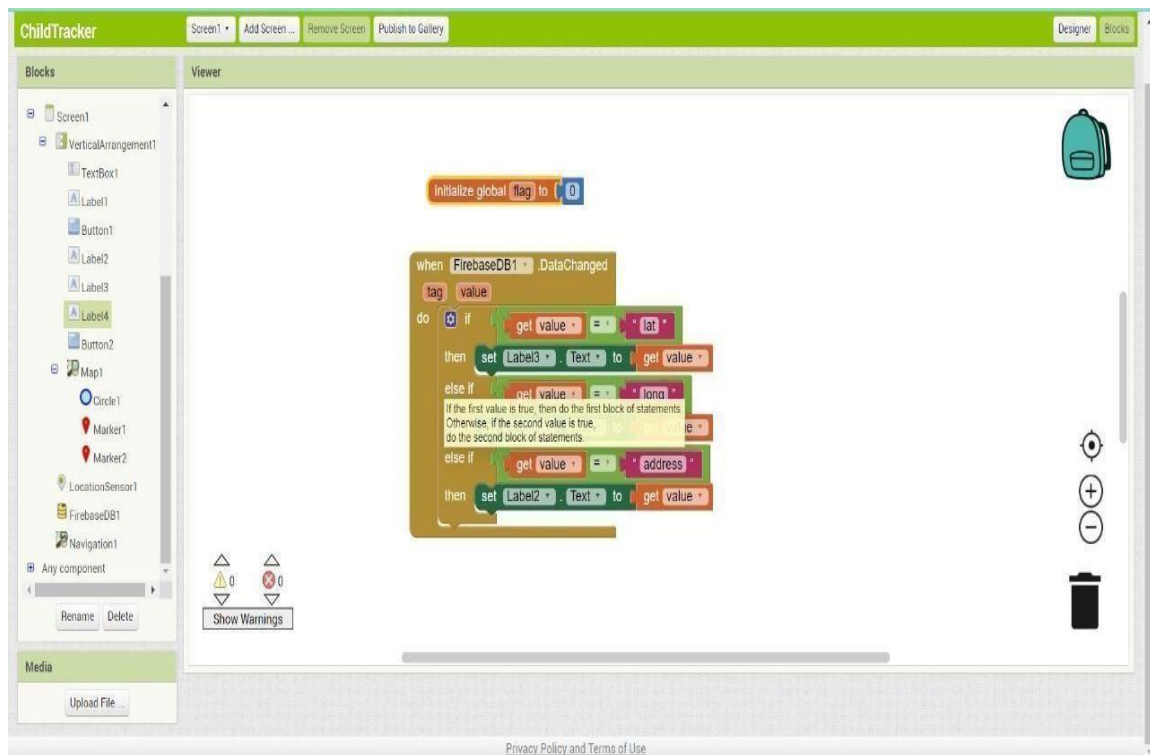 ChildTracker
Screen1
Add Screen ...
Remove Screen
Publish to Gallery
Designer
Blocks
Blocks
Viewer
Screen1
VerticalArrangement1
TextBox1
Label1
Button1
Label2
Label3
Label4
Button2
Map1
Circle1
Marker1
Marker2
LocationSensor1
FirebaseDB1
Navigation1
Any component
Rename
Delete
Media
Upload File ...
initialize global flag to 0
when FirebaseDB1 .DataChanged
tag value
do if get value = " lat "
then set Label3 . Text to get value
else if get value = " long "
If the first value is true, then do the first block of statements.
Otherwise, if the second value is true,
do the second block of statements.
else if get value = " address "
then set Label2 . Text to get value
0
0
Show Warnings
Privacy Policy and Terms of Use